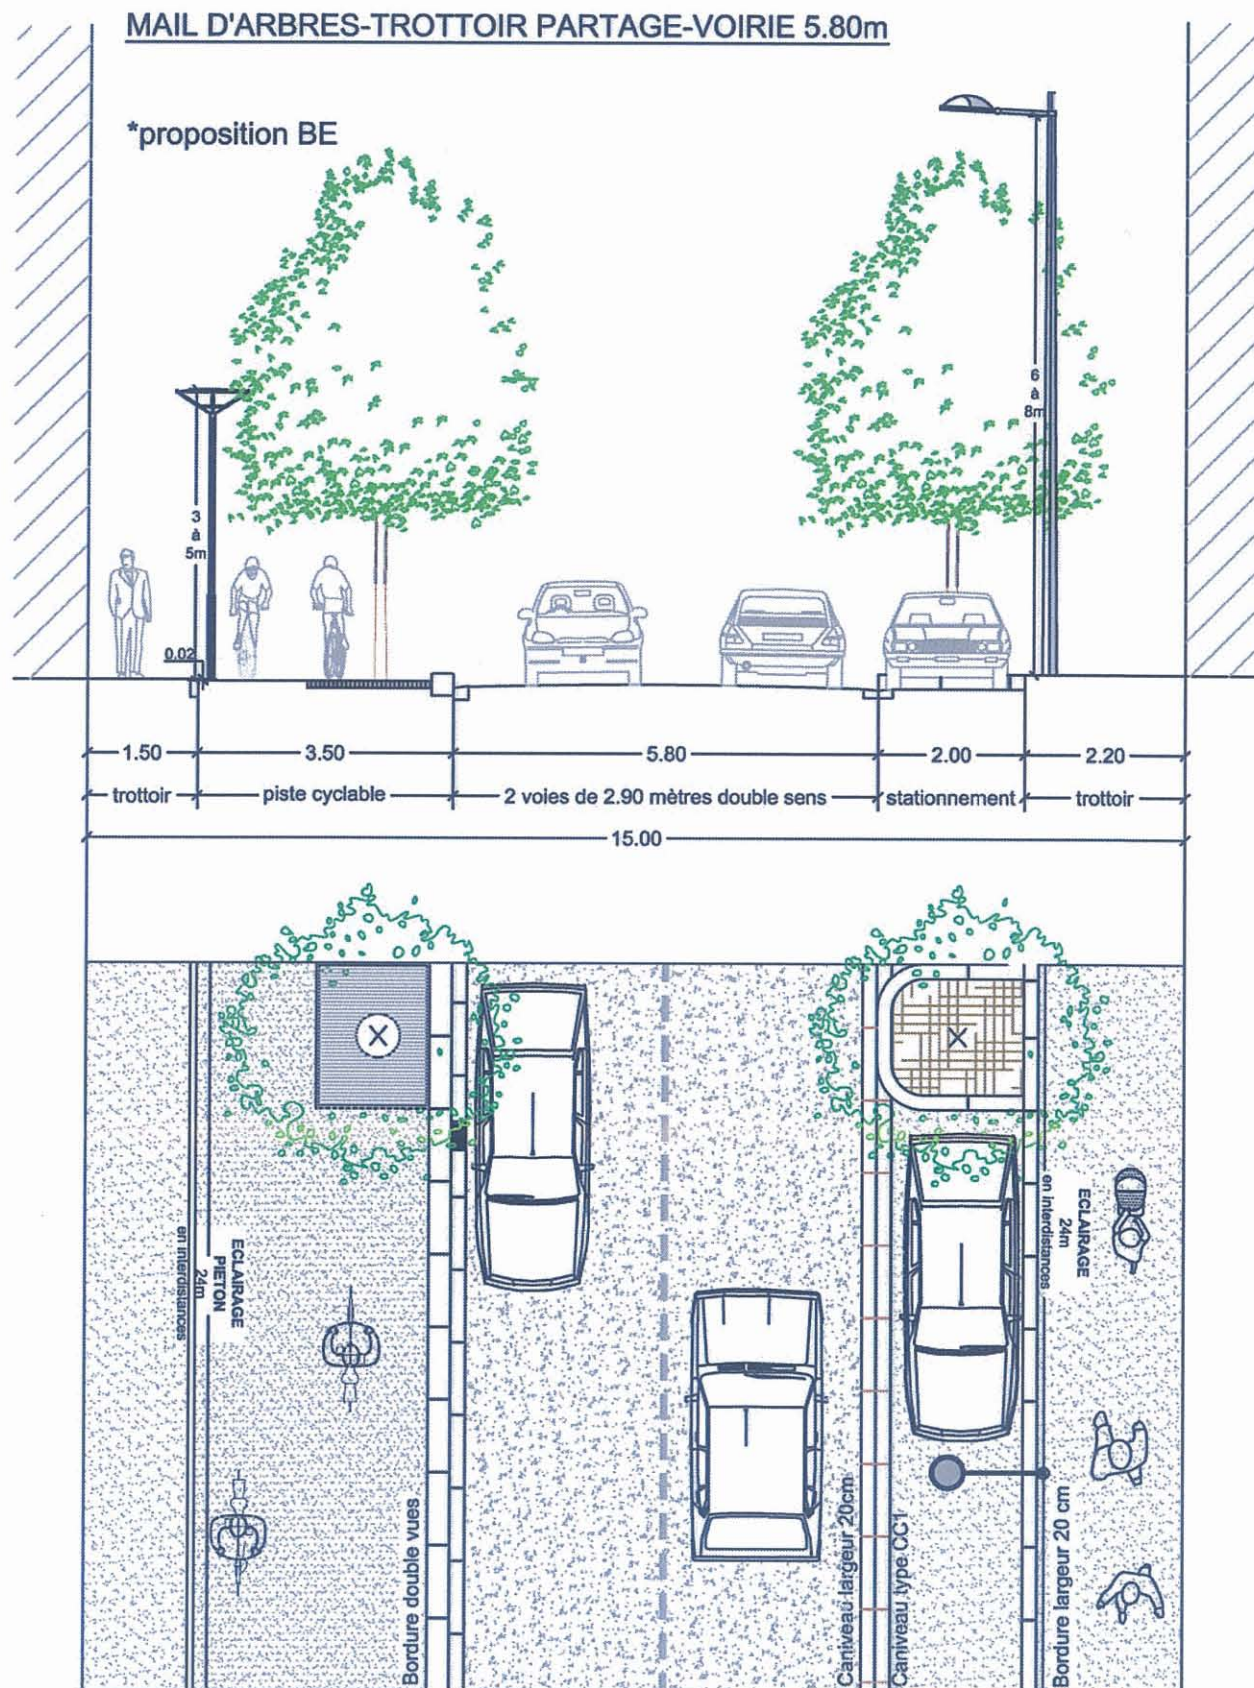 MAIL D'ARBRES-TROTTOIR PARTAGE-VOIRIE 5.80m
*proposition BE
6
à
8m
3
à
5m
0.02
1.50
3.50
5.80
2.00
2.20
trottoir
piste cyclable
2 voies de 2.90 mètres double sens
stationnement
trottoir
15.00
ECLAIRAGE
PIETON
24m
en interdistances
ECLAIRAGE
24m
en interdistances
Bordure double vues
Caniveau largeur 20cm
Caniveau type CC1
Bordure largeur 20 cm